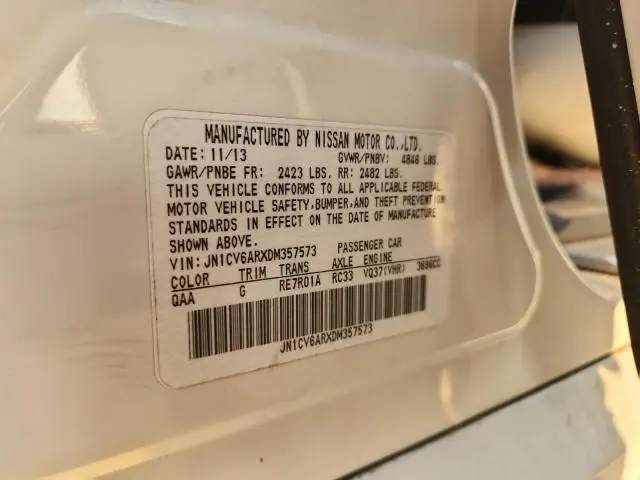 MANUFACTURED BY NISSAN MOTOR CO.,LTD.
DATE: 11/13 GVWR/PNBV: 4846 LBS.
GAWR/PNBE FR: 2423 LBS. RR: 2482 LBS.
THIS VEHICLE CONFORMS TO ALL APPLICABLE FEDERAL
MOTOR VEHICLE SAFETY,BUMPER,AND THEFT PREVENTION
STANDARDS IN EFFECT ON THE DATE OF MANUFACTURE
SHOWN ABOVE.
VIN: JN1CV6ARXDM357573 PASSENGER CAR
COLOR TRIM TRANS AXLE ENGINE
QAA G RE7R01A RC33 VQ37(VHR) 3696CC
JN1CV6ARXDM357573